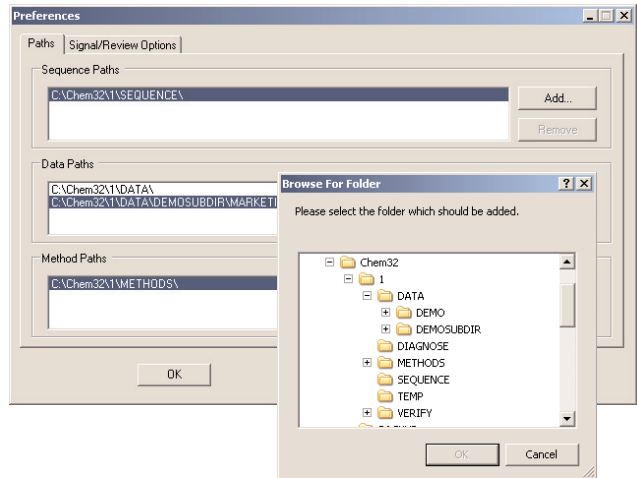 Preferences
Paths
Signal/Review Options
Sequence Paths
C:\Chem32\1\SEQUENCE\
Add...
Remove
Data Paths
C:\Chem32\1\DATA\
C:\Chem32\1\DATA\DEMOSUBDIR\MARKETI
Method Paths
C:\Chem32\1\METHODS\
OK
Browse For Folder
Please select the folder which should be added.
Chem32
1
DATA
DEMO
DEMOSUBDIR
DIAGNOSE
METHODS
SEQUENCE
TEMP
VERIFY
OK
Cancel